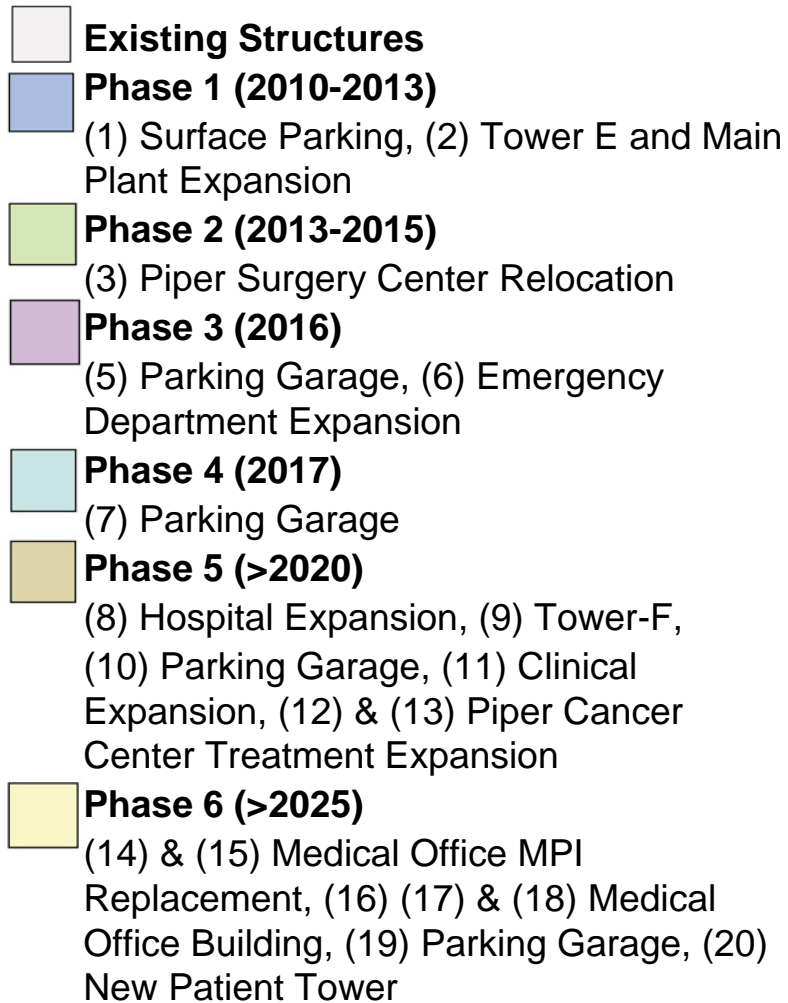 Existing Structures
Phase 1 (2010-2013)
(1) Surface Parking, (2) Tower E and Main
Plant Expansion
Phase 2 (2013-2015)
(3) Piper Surgery Center Relocation
Phase 3 (2016)
(5) Parking Garage, (6) Emergency
Department Expansion
Phase 4 (2017)
(7) Parking Garage
Phase 5 (>2020)
(8) Hospital Expansion, (9) Tower-F,
(10) Parking Garage, (11) Clinical
Expansion, (12) & (13) Piper Cancer
Center Treatment Expansion
Phase 6 (>2025)
(14) & (15) Medical Office MPI
Replacement, (16) (17) & (18) Medical
Office Building, (19) Parking Garage, (20)
New Patient Tower